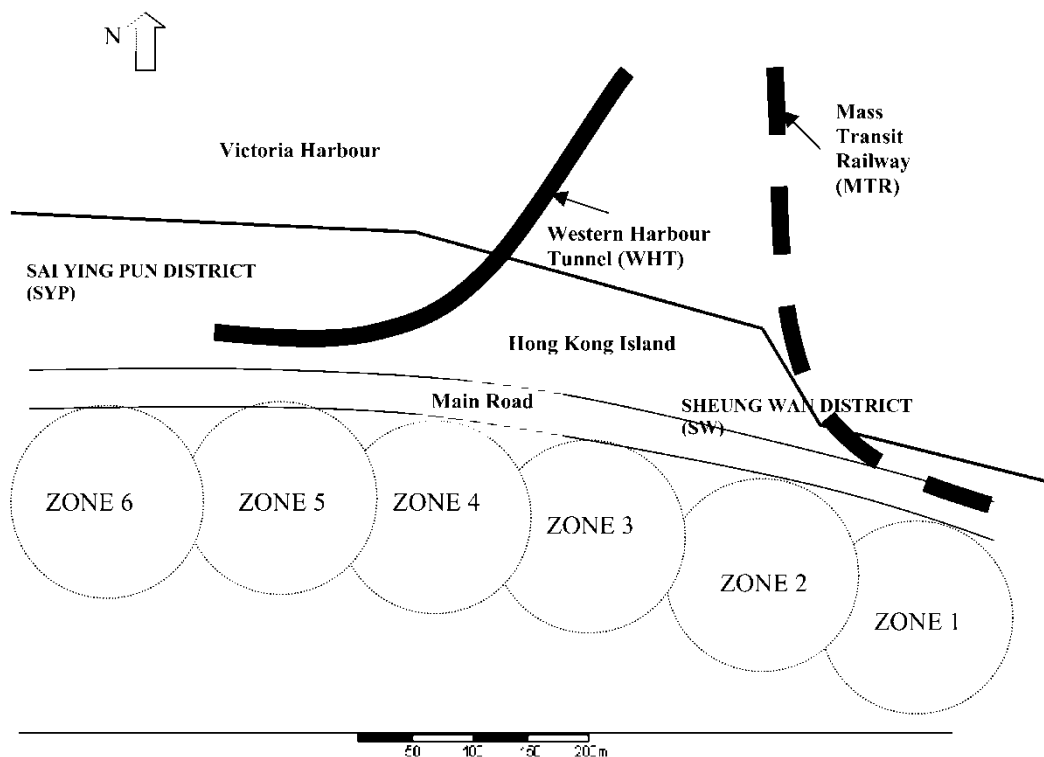 N
Mass
Transit
Railway
(MTR)
Victoria Harbour
Western Harbour
Tunnel (WHT)
SAI YING PUN DISTRICT
(SYP)
Hong Kong Island
Main Road
SHEUNG WAN DISTRICT
(SW)
ZONE 6
ZONE 5
ZONE 4
ZONE 3
ZONE 2
ZONE 1
50 100 150 200m